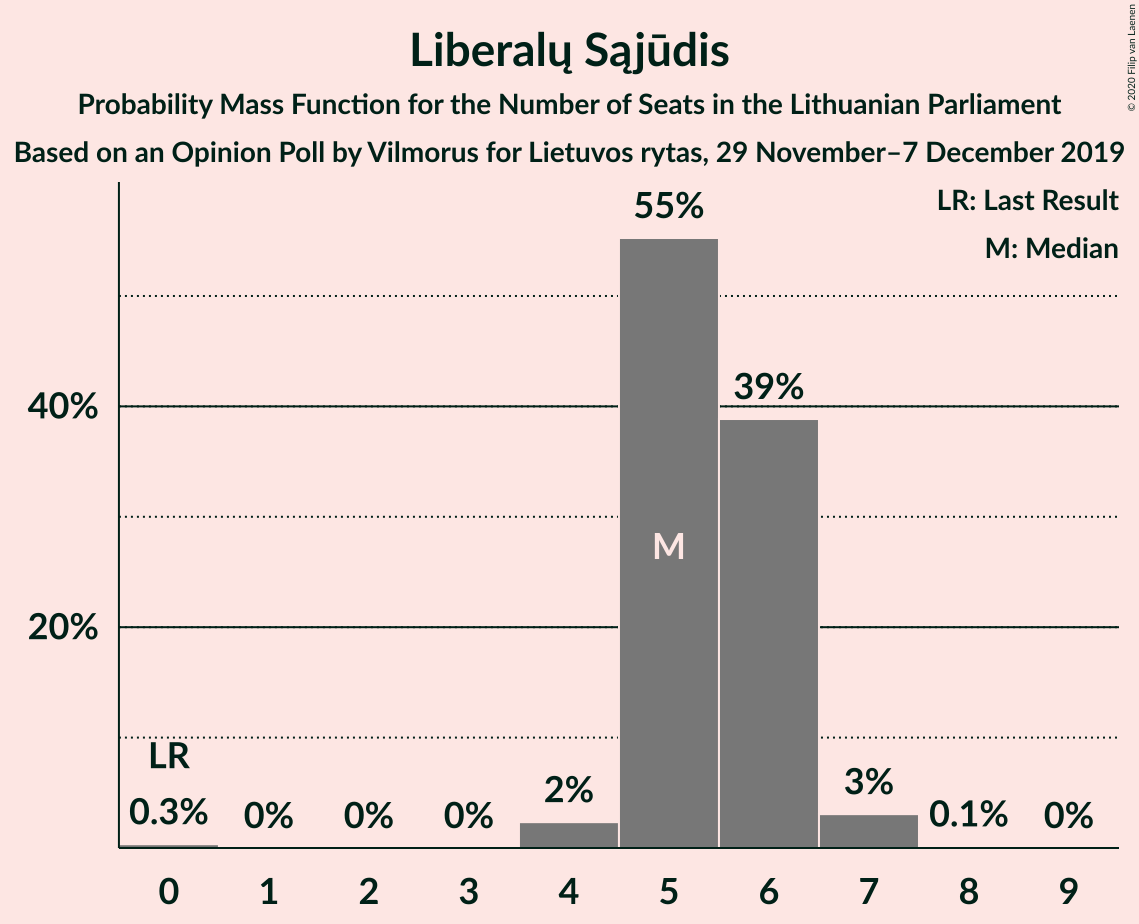 Liberalų Sąjūdis
Probability Mass Function for the Number of Seats in the Lithuanian Parliament
Based on an Opinion Poll by Vilmorus for Lietuvos rytas, 29 November–7 December 2019
© 2020 Filip van Laenen
LR: Last Result
M: Median
55%
39%
40%
M
20%
LR
0.3%
0%
0%
0%
2%
3%
0.1%
0%
0 1 2 3 4 5 6 7 8 9